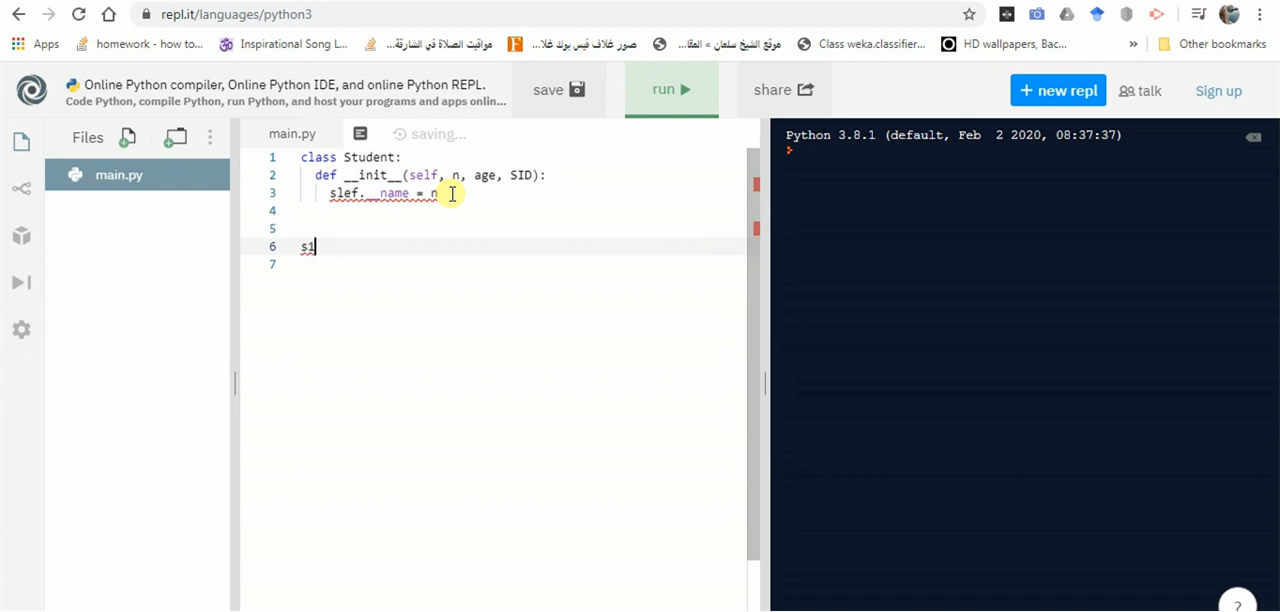 repl.it/languages/python3
Apps
homework - how to...
Inspirational Song L...
مواقيت الصلاة في الشارقة...
صور غلاف فيس بوك غلا...
موقع الشيخ سلمان » المقا...
Class weka.classifier...
HD wallpapers, Bac...
»
Other bookmarks
Online Python compiler, Online Python IDE, and online Python REPL.
Code Python, compile Python, run Python, and host your programs and apps onlin...
save
run
share
+ new repl
talk
Sign up
Files
main.py
main.py
saving...
1 class Student:
2 def __init__(self, n, age, SID):
3 slef.__name = n
4
5
6 s1
7
Python 3.8.1 (default, Feb 2 2020, 08:37:37)
?